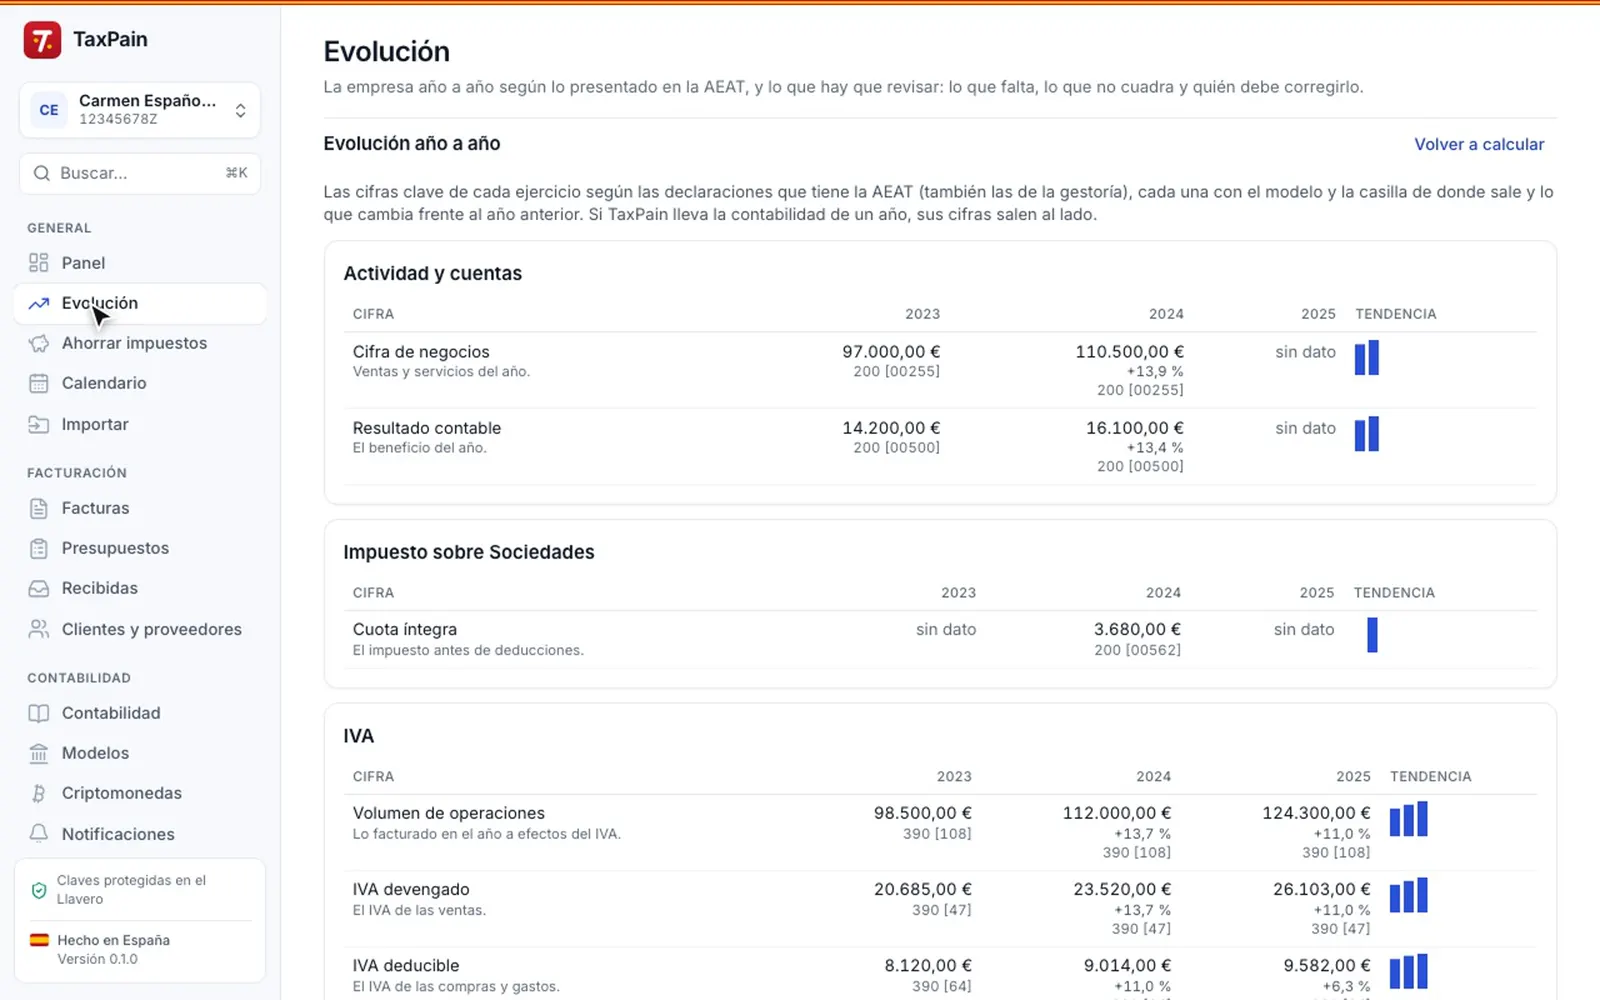 TaxPain
CE
Carmen Españo...
12345678Z
Buscar...
⌘K
GENERAL
Panel
Evolución
Ahorrar impuestos
Calendario
Importar
FACTURACIÓN
Facturas
Presupuestos
Recibidas
Clientes y proveedores
CONTABILIDAD
Contabilidad
Modelos
Criptomonedas
Notificaciones
Claves protegidas en el
Llavero
Hecho en España
Versión 0.1.0
Evolución
La empresa año a año según lo presentado en la AEAT, y lo que hay que revisar: lo que falta, lo que no cuadra y quién debe corregirlo.
Evolución año a año
Volver a calcular
Las cifras clave de cada ejercicio según las declaraciones que tiene la AEAT (también las de la gestoría), cada una con el modelo y la casilla de donde sale y lo
que cambia frente al año anterior. Si TaxPain lleva la contabilidad de un año, sus cifras salen al lado.
Actividad y cuentas
CIFRA 2023 2024 2025 TENDENCIA
Cifra de negocios 97.000,00 € 110.500,00 € sin dato
Ventas y servicios del año. 200 [00255] +13,9 %
200 [00255]
Resultado contable 14.200,00 € 16.100,00 € sin dato
El beneficio del año. 200 [00500] +13,4 %
200 [00500]
Impuesto sobre Sociedades
CIFRA 2023 2024 2025 TENDENCIA
Cuota íntegra sin dato 3.680,00 € sin dato
El impuesto antes de deducciones. 200 [00562]
IVA
CIFRA 2023 2024 2025 TENDENCIA
Volumen de operaciones 98.500,00 € 112.000,00 € 124.300,00 €
Lo facturado en el año a efectos del IVA. 390 [108] +13,7 % +11,0 %
390 [108] 390 [108]
IVA devengado 20.685,00 € 23.520,00 € 26.103,00 €
El IVA de las ventas. 390 [47] +13,7 % +11,0 %
390 [47] 390 [47]
IVA deducible 8.120,00 € 9.014,00 € 9.582,00 €
El IVA de las compras y gastos. 390 [64] +11,0 % +6,3 %